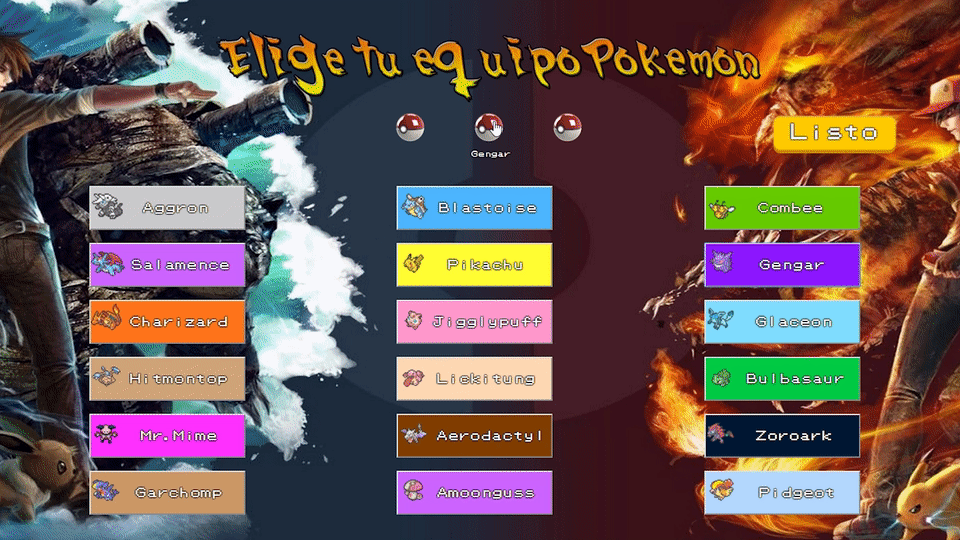 Elige tu equipo Pokemon
Listo
Gengar
Aggron
Blastoise
Combee
Salamence
Pikachu
Gengar
Charizard
Jigglypuff
Glaceon
Hitmontop
Lickitung
Bulbasaur
Mr.Mime
Aerodactyl
Zoroark
Garchomp
Amoonguss
Pidgeot